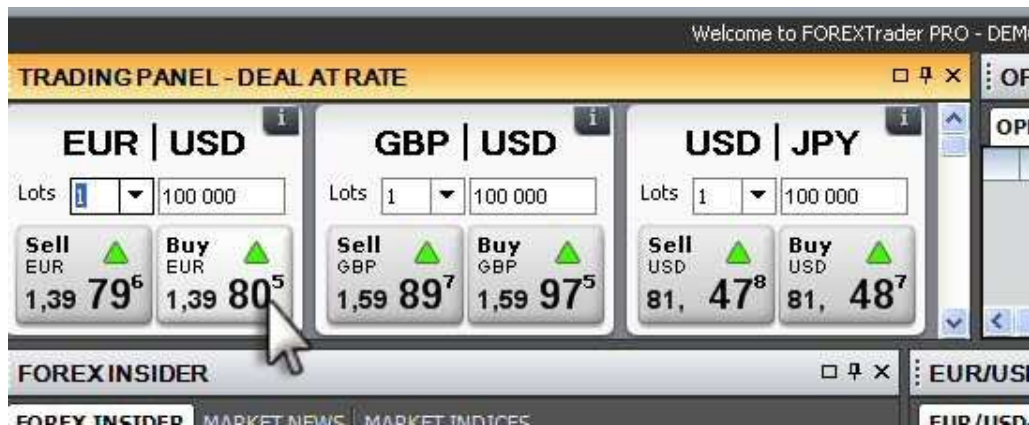 Welcome to FOREXTrader PRO - DEM
TRADING PANEL - DEAL AT RATE
EUR | USD
Lots 1 100 000
Sell EUR 1,39 79⁶
Buy EUR 1,39 80⁵
GBP | USD
Lots 1 100 000
Sell GBP 1,59 89⁷
Buy GBP 1,59 97⁵
USD | JPY
Lots 1 100 000
Sell USD 81, 47⁸
Buy USD 81, 48⁷
OP
FOREX INSIDER
FOREX INSIDER MARKET NEWS MARKET INDICES
EUR/US
EUR/USD